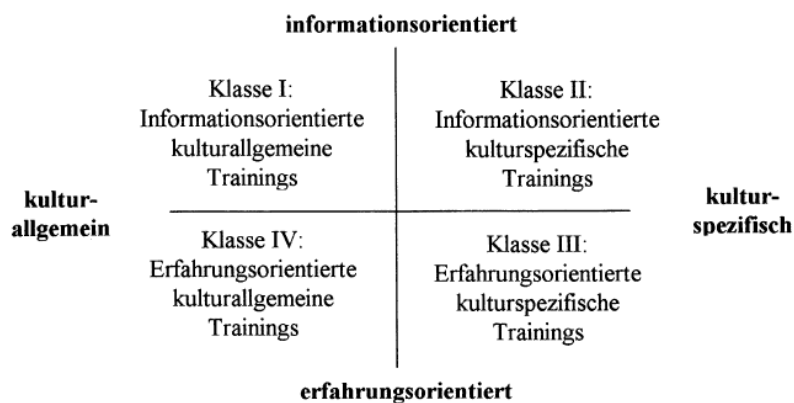 informationsorientiert
Klasse I:
Informationsorientierte
kulturallgemeine
Trainings
Klasse II:
Informationsorientierte
kulturspezifische
Trainings
kultur-
allgemein
kultur-
spezifisch
Klasse IV:
Erfahrungsorientierte
kulturallgemeine
Trainings
Klasse III:
Erfahrungsorientierte
kulturspezifische
Trainings
erfahrungsorientiert